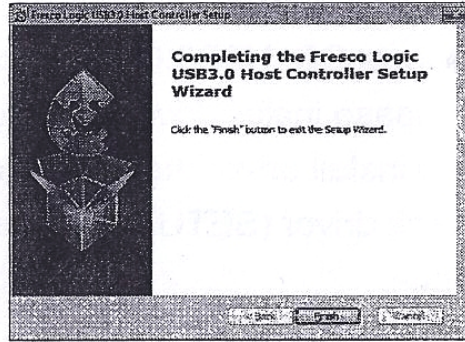 Fresco Logic USB3.0 Host Controller Setup
Completing the Fresco Logic
USB3.0 Host Controller Setup
Wizard
Click the "Finish" button to exit the Setup Wizard.
< Back
Finish
Cancel